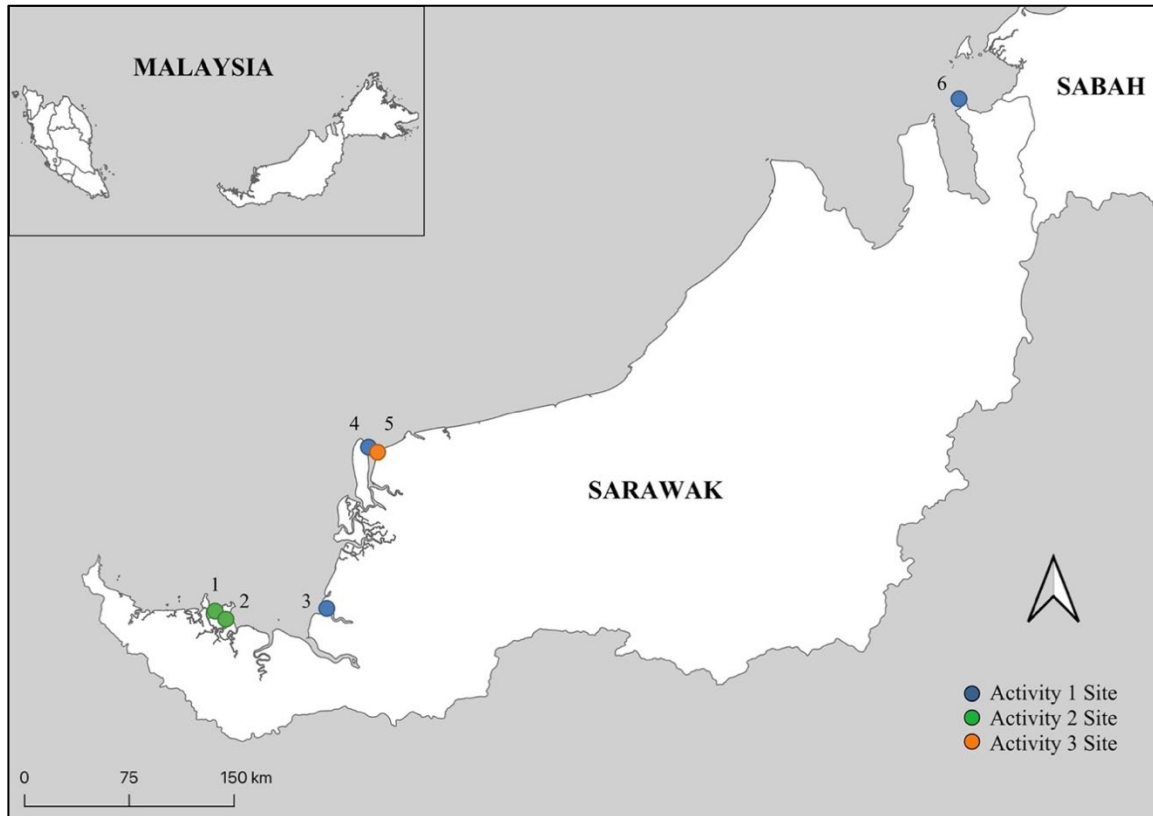 MALAYSIA
6
SABAH
4 5
SARAWAK
1
2
3
Activity 1 Site
Activity 2 Site
Activity 3 Site
0 75 150 km